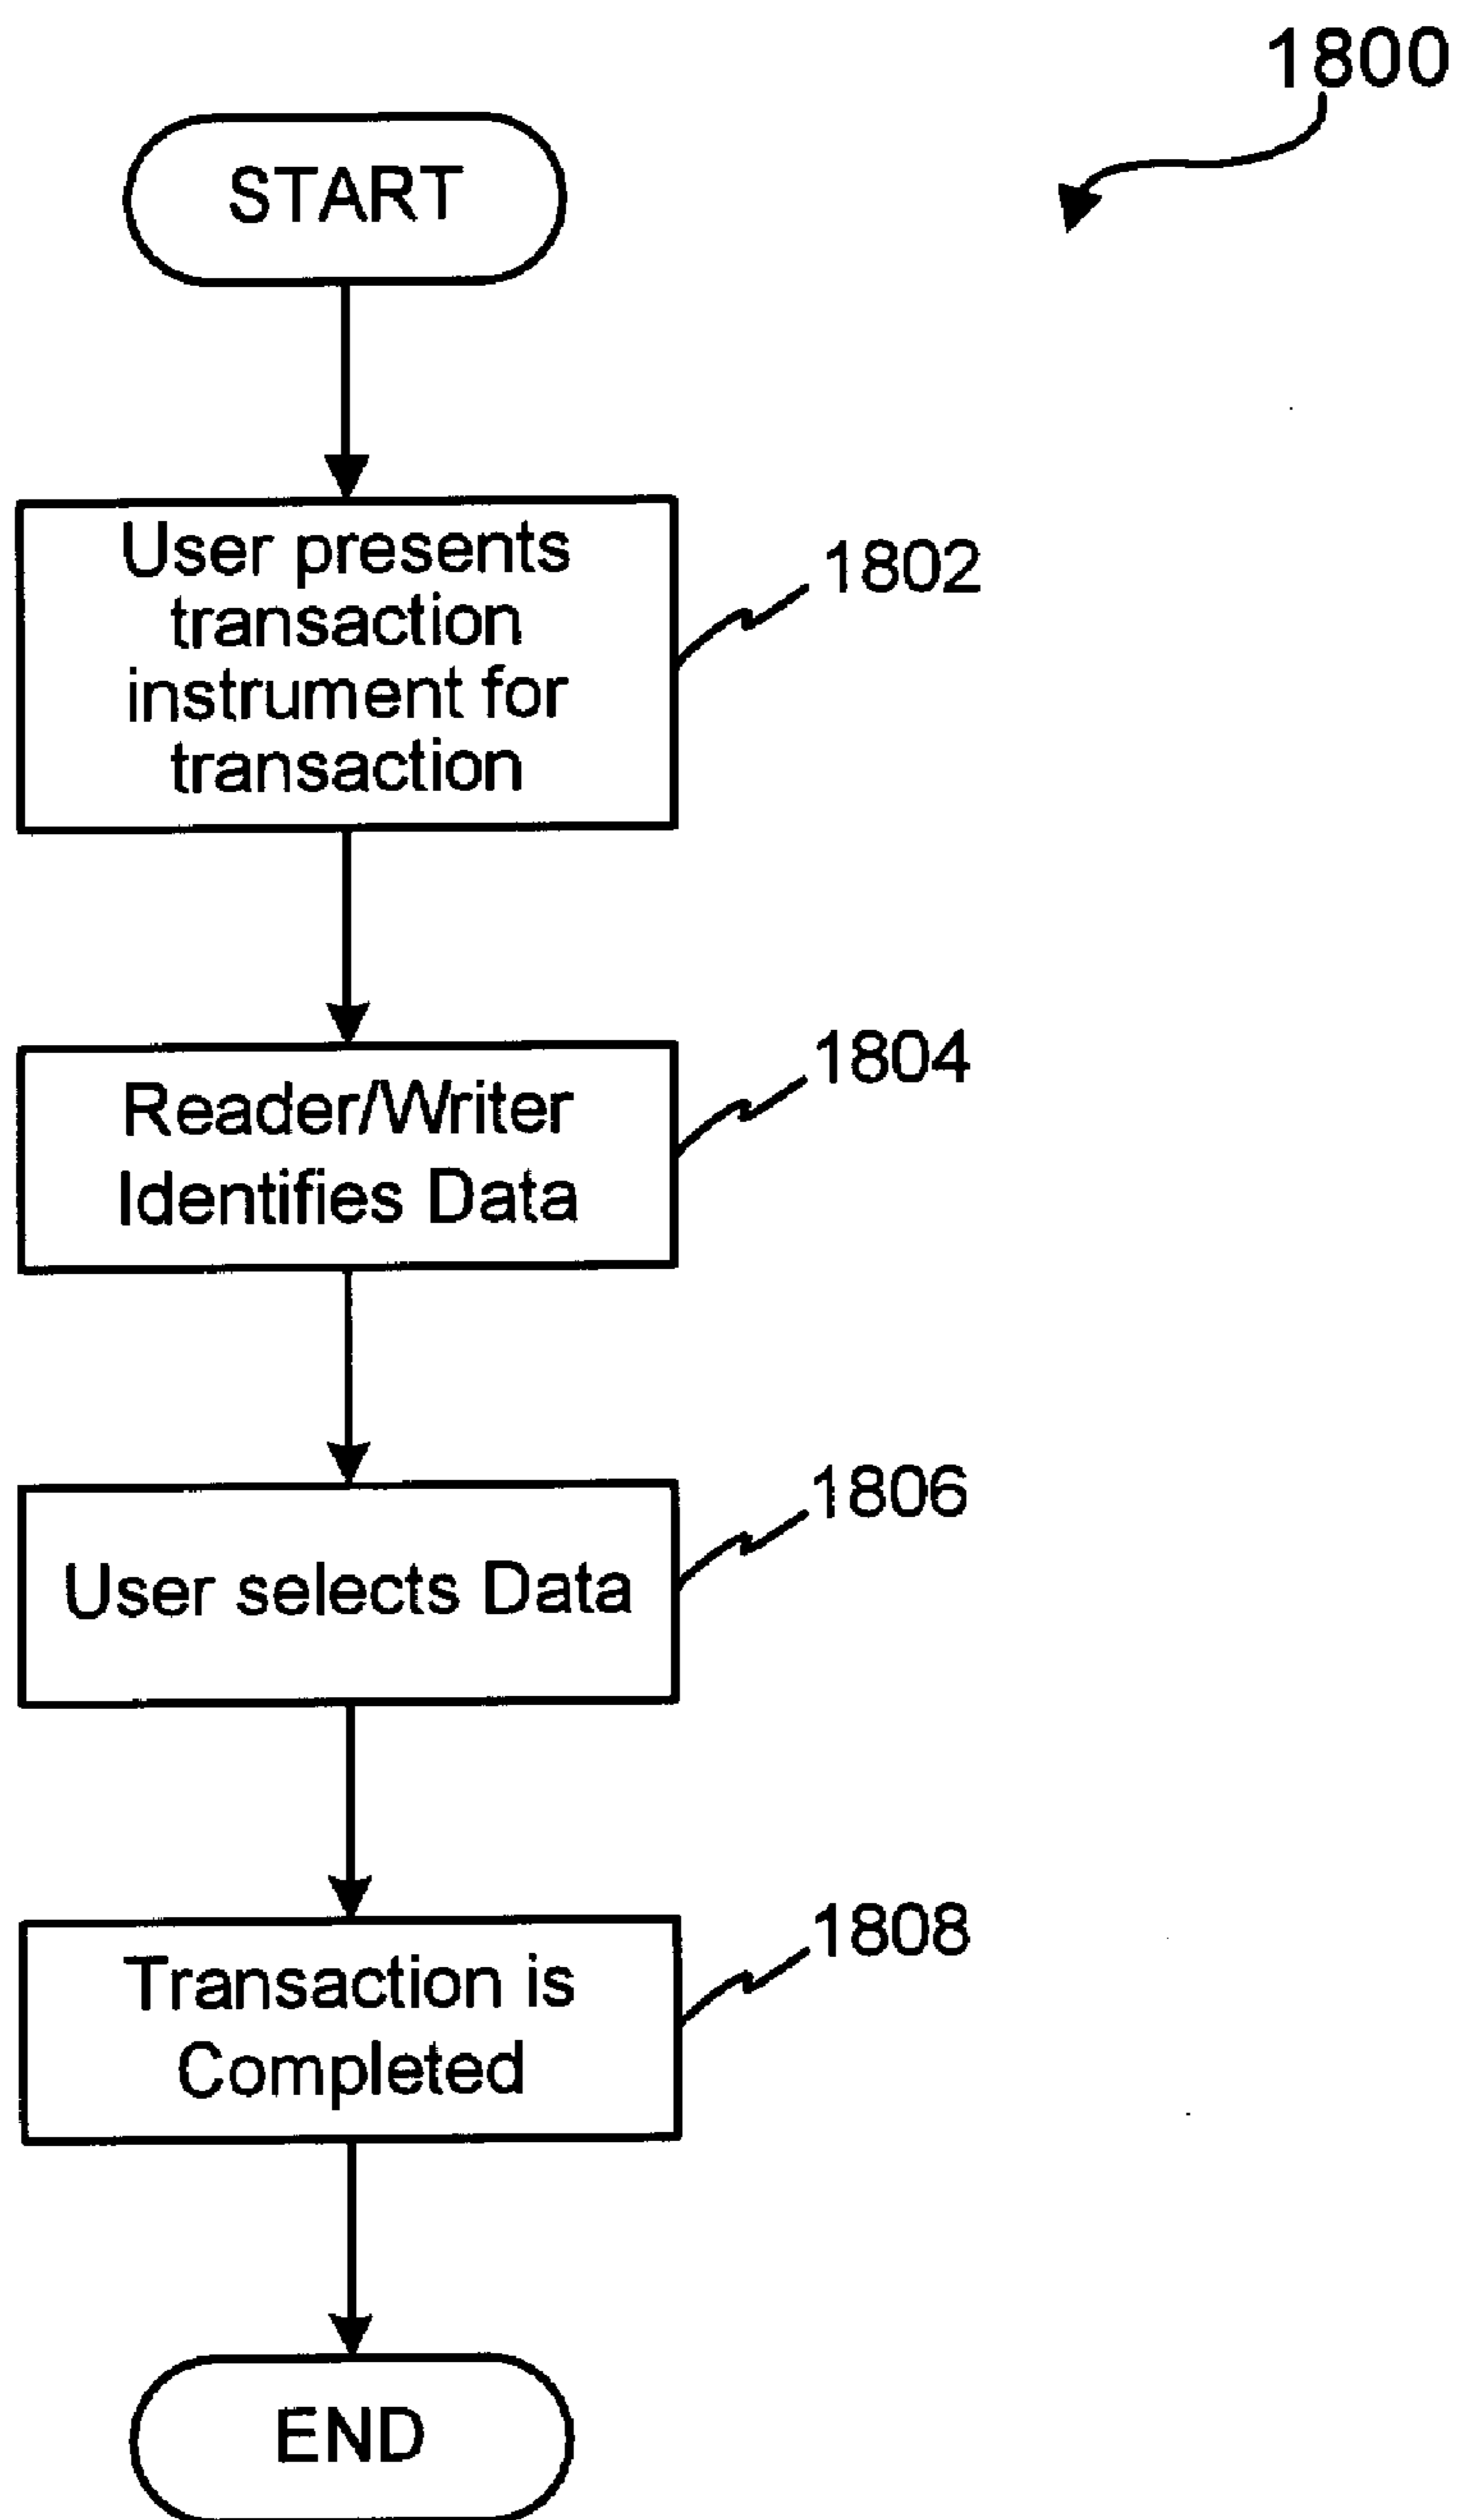 1800
START
User presents
transaction
instrument for
transaction
1802
Reader/Writer
Identifies Data
1804
User selects Data
1806
Transaction is
Completed
1808
END